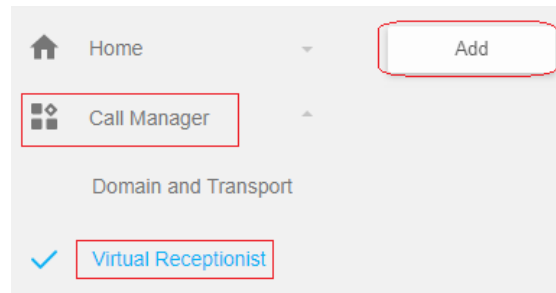 Home
Add
Call Manager
Domain and Transport
Virtual Receptionist